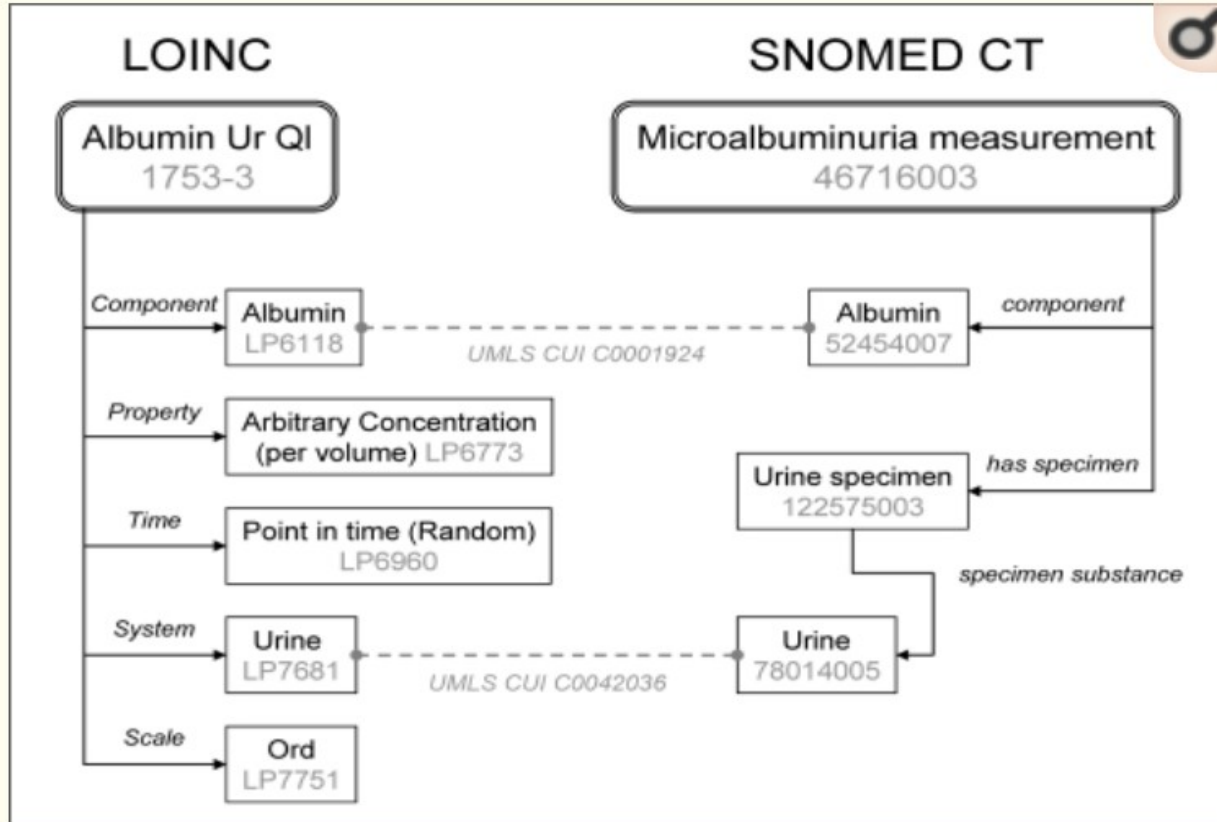 LOINC
SNOMED CT
Albumin Ur Ql
1753-3
Microalbuminuria measurement
46716003
Component
Albumin
LP6118
UMLS CUI C0001924
Albumin
52454007
component
Property
Arbitrary Concentration
(per volume) LP6773
Urine specimen
122575003
has specimen
Time
Point in time (Random)
LP6960
specimen substance
System
Urine
LP7681
UMLS CUI C0042036
Urine
78014005
Scale
Ord
LP7751